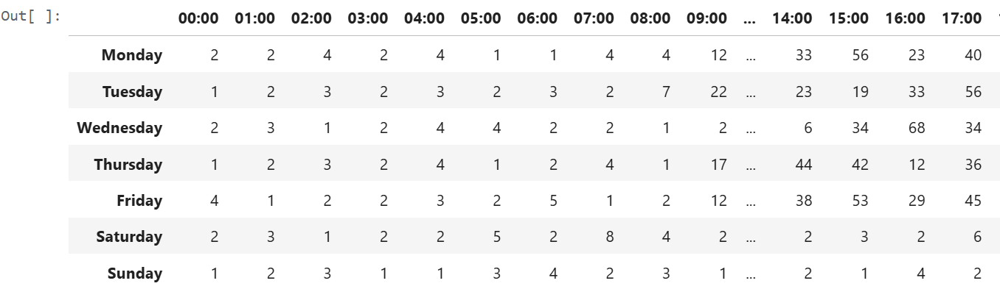 Out[ ]: 00:00 01:00 02:00 03:00 04:00 05:00 06:00 07:00 08:00 09:00 ... 14:00 15:00 16:00 17:00
Monday 2 2 4 2 4 1 1 4 4 12 ... 33 56 23 40
Tuesday 1 2 3 2 3 2 3 2 7 22 ... 23 19 33 56
Wednesday 2 3 1 2 4 4 2 2 1 2 ... 6 34 68 34
Thursday 1 2 3 2 4 1 2 4 1 17 ... 44 42 12 36
Friday 4 1 2 2 3 2 5 1 2 12 ... 38 53 29 45
Saturday 2 3 1 2 2 5 2 8 4 2 ... 2 3 2 6
Sunday 1 2 3 1 1 3 4 2 3 1 ... 2 1 4 2